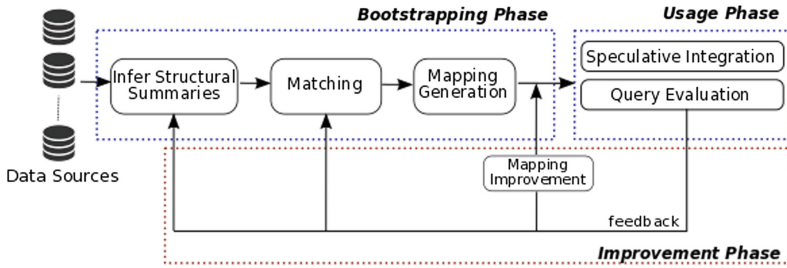 Bootstrapping Phase
Usage Phase
Infer Structural
Summaries
Matching
Mapping
Generation
Speculative Integration
Query Evaluation
Data Sources
Mapping
Improvement
feedback
Improvement Phase